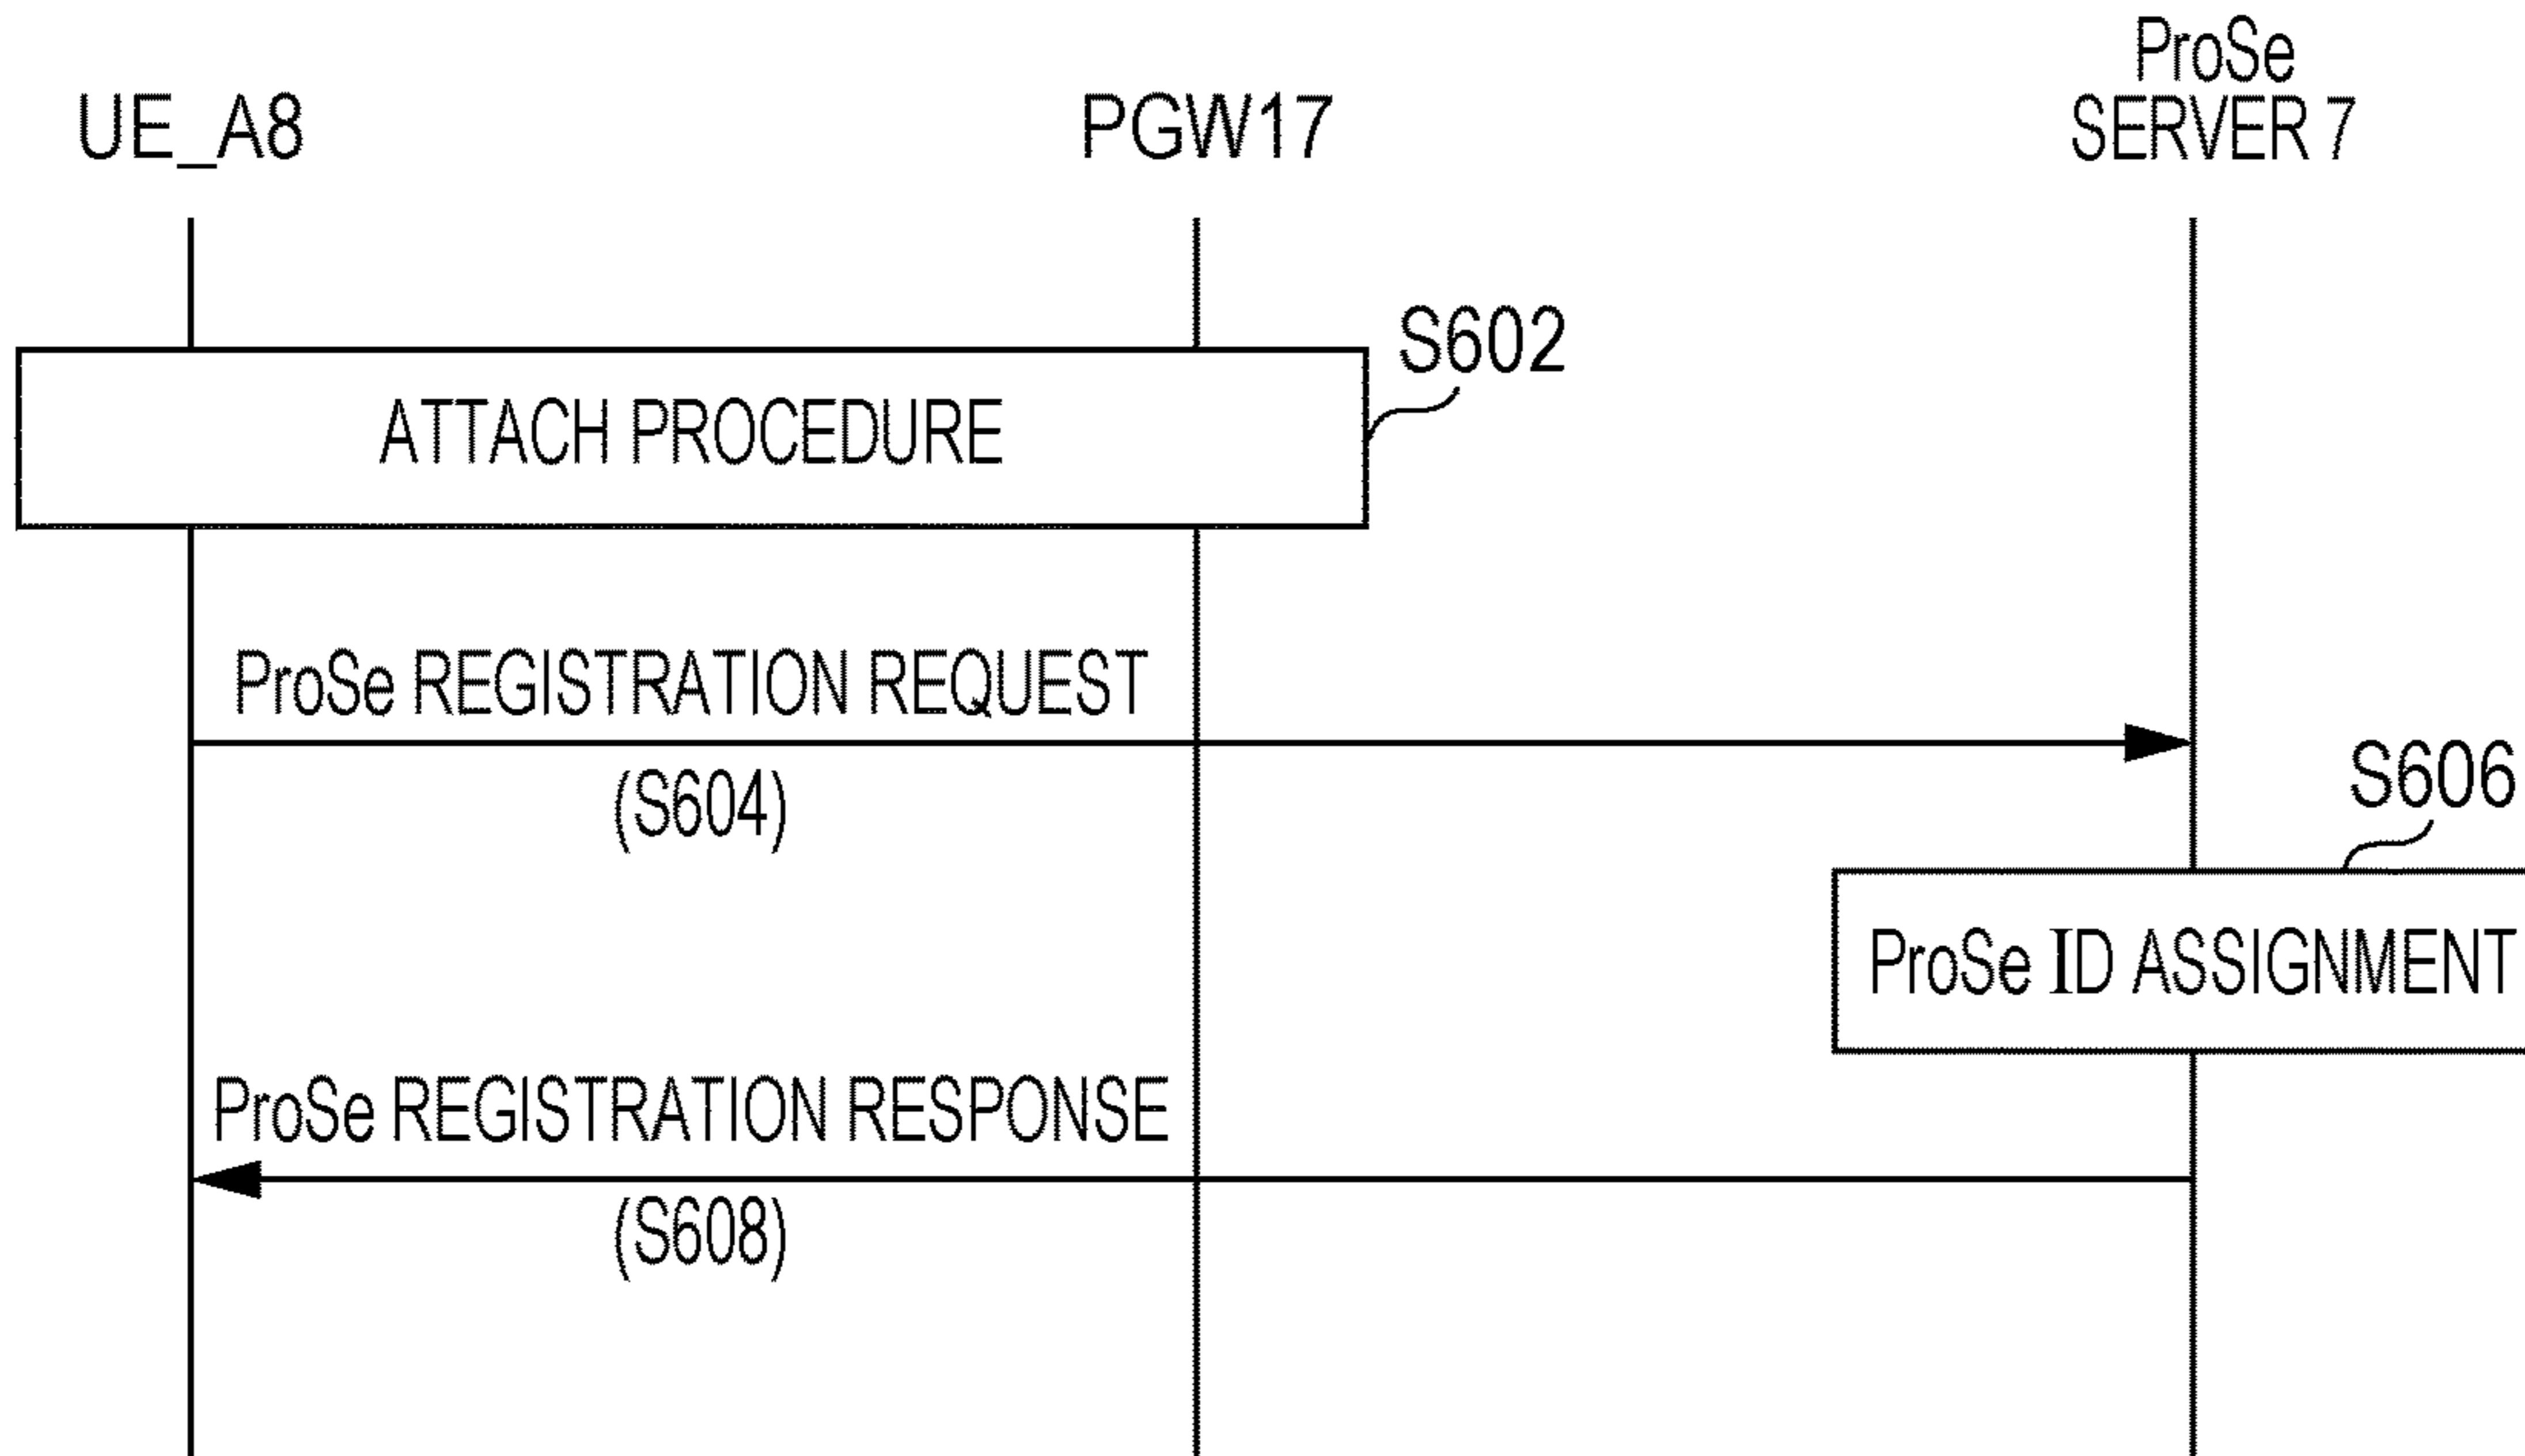 UE_A8
PGW17
ProSe
SERVER 7
S602
ATTACH PROCEDURE
ProSe REGISTRATION REQUEST
(S604)
S606
ProSe ID ASSIGNMENT
ProSe REGISTRATION RESPONSE
(S608)